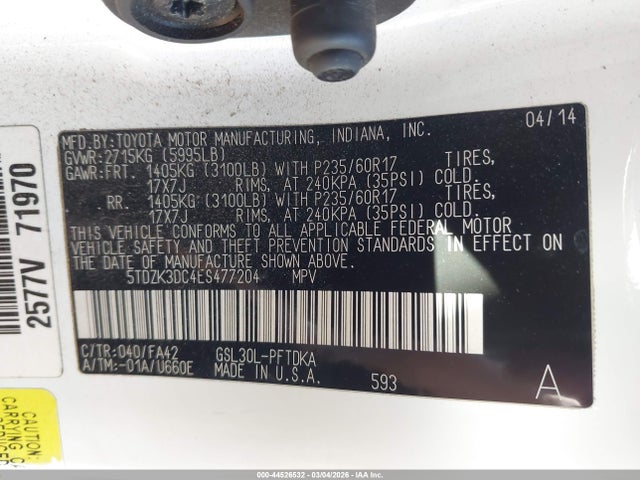 MFD.BY:TOYOTA MOTOR MANUFACTURING, INDIANA, INC. 04/14
GVWR:2715KG (5995LB)
GAWR:FRT. 1405KG (3100LB) WITH P235/60R17 TIRES,
17X7J RIMS, AT 240KPA (35PSI) COLD.
RR. 1405KG (3100LB) WITH P235/60R17 TIRES,
17X7J RIMS, AT 240KPA (35PSI) COLD.
THIS VEHICLE CONFORMS TO ALL APPLICABLE FEDERAL MOTOR
VEHICLE SAFETY AND THEFT PREVENTION STANDARDS IN EFFECT ON
THE DATE OF MANUFACTURE SHOWN ABOVE.
5TDZK3DC4ES477204 MPV
C/TR:040/FA42 GSL30L-PFTDKA
A/TM:-01A/U660E MADE IN U.S.A. 593 A
2577V 71970
CAUTION:
CARRYING
000-44526532 - 03/04/2026 - IAA Inc.